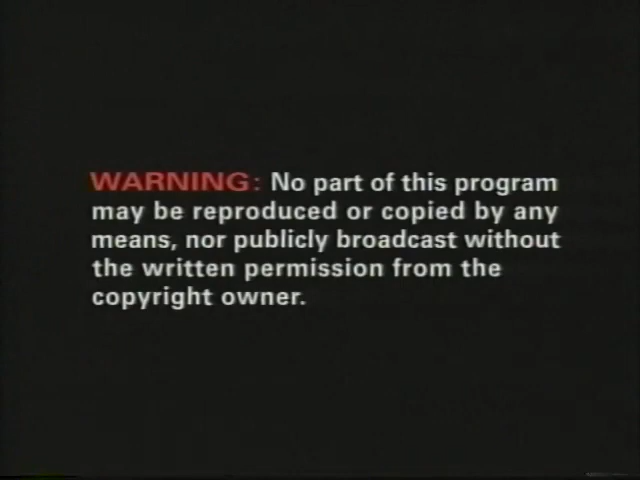 WARNING: No part of this program
may be reproduced or copied by any
means, nor publicly broadcast without
the written permission from the
copyright owner.